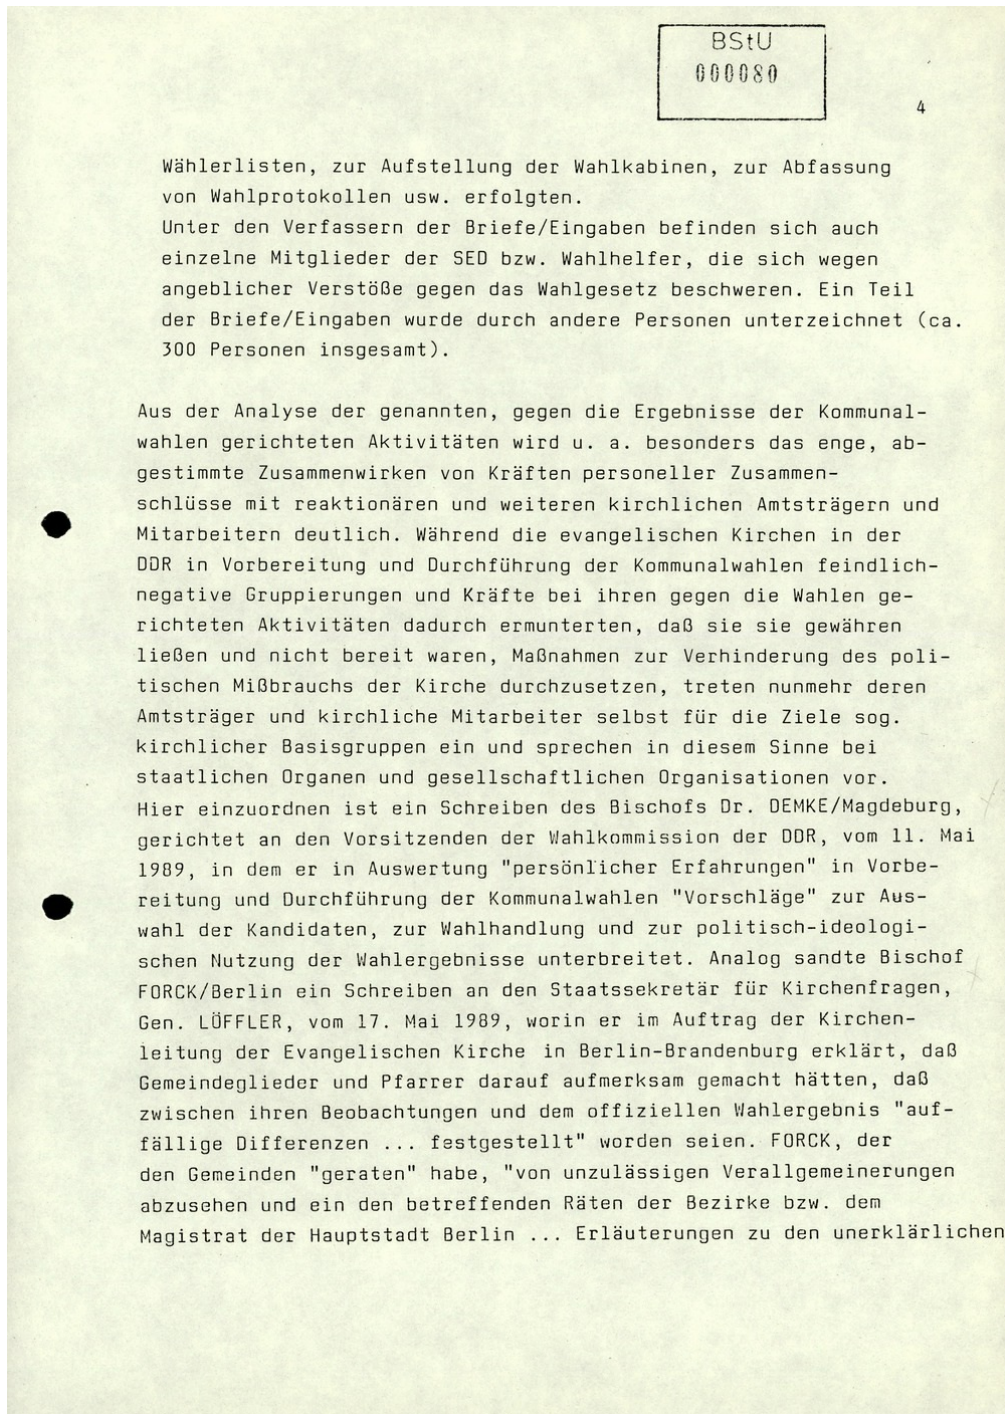 BStU
000080
4
Wählerlisten, zur Aufstellung der Wahlkabinen, zur Abfassung
von Wahlprotokollen usw. erfolgten.
Unter den Verfassern der Briefe/Eingaben befinden sich auch
einzelne Mitglieder der SED bzw. Wahlhelfer, die sich wegen
angeblicher Verstöße gegen das Wahlgesetz beschweren. Ein Teil
der Briefe/Eingaben wurde durch andere Personen unterzeichnet (ca.
300 Personen insgesamt).
Aus der Analyse der genannten, gegen die Ergebnisse der Kommunal-
wahlen gerichteten Aktivitäten wird u. a. besonders das enge, ab-
gestimmte Zusammenwirken von Kräften personeller Zusammen-
schlüsse mit reaktionären und weiteren kirchlichen Amtsträgern und
Mitarbeitern deutlich. Während die evangelischen Kirchen in der
DDR in Vorbereitung und Durchführung der Kommunalwahlen feindlich-
negative Gruppierungen und Kräfte bei ihren gegen die Wahlen ge-
richteten Aktivitäten dadurch ermunterten, daß sie sie gewähren
ließen und nicht bereit waren, Maßnahmen zur Verhinderung des poli-
tischen Mißbrauchs der Kirche durchzusetzen, treten nunmehr deren
Amtsträger und kirchliche Mitarbeiter selbst für die Ziele sog.
kirchlicher Basisgruppen ein und sprechen in diesem Sinne bei
staatlichen Organen und gesellschaftlichen Organisationen vor.
Hier einzuordnen ist ein Schreiben des Bischofs Dr. DEMKE/Magdeburg,
gerichtet an den Vorsitzenden der Wahlkommission der DDR, vom 11. Mai
1989, in dem er in Auswertung "persönlicher Erfahrungen" in Vorbe-
reitung und Durchführung der Kommunalwahlen "Vorschläge" zur Aus-
wahl der Kandidaten, zur Wahlhandlung und zur politisch-ideologi-
schen Nutzung der Wahlergebnisse unterbreitet. Analog sandte Bischof
FORCK/Berlin ein Schreiben an den Staatssekretär für Kirchenfragen,
Gen. LÖFFLER, vom 17. Mai 1989, worin er im Auftrag der Kirchen-
leitung der Evangelischen Kirche in Berlin-Brandenburg erklärt, daß
Gemeindeglieder und Pfarrer darauf aufmerksam gemacht hätten, daß
zwischen ihren Beobachtungen und dem offiziellen Wahlergebnis "auf-
fällige Differenzen ... festgestellt" worden seien. FORCK, der
den Gemeinden "geraten" habe, "von unzulässigen Verallgemeinerungen
abzusehen und ein den betreffenden Räten der Bezirke bzw. dem
Magistrat der Hauptstadt Berlin ... Erläuterungen zu den unerklärlichen